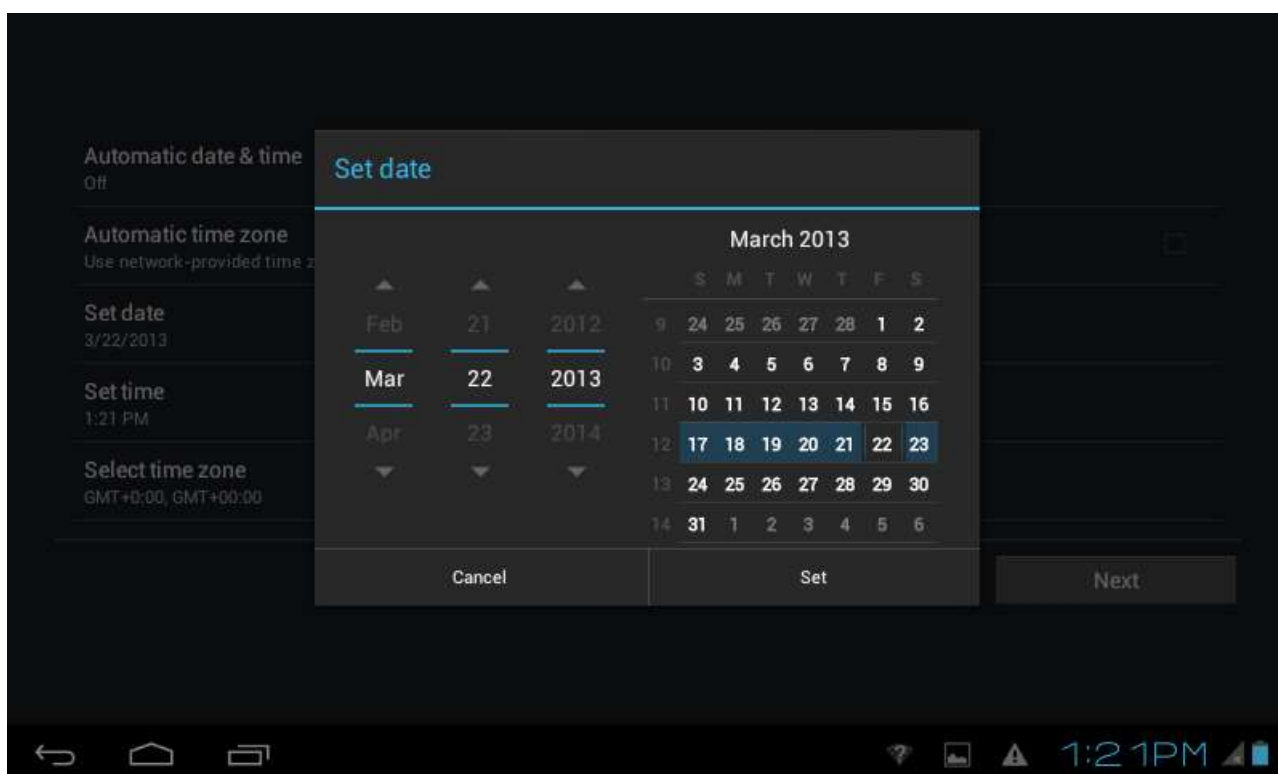 Automatic date & time
Off
Automatic time zone
Use network-provided time z
Set date
3/22/2013
Set time
1:21 PM
Select time zone
GMT+0:00, GMT+00:00
Set date
Feb 21 2012
Mar 22 2013
Apr 23 2014
March 2013
S M T W T F S
9 24 25 26 27 28 1 2
10 3 4 5 6 7 8 9
11 10 11 12 13 14 15 16
12 17 18 19 20 21 22 23
13 24 25 26 27 28 29 30
14 31 1 2 3 4 5 6
Cancel Set
Next
1:21PM